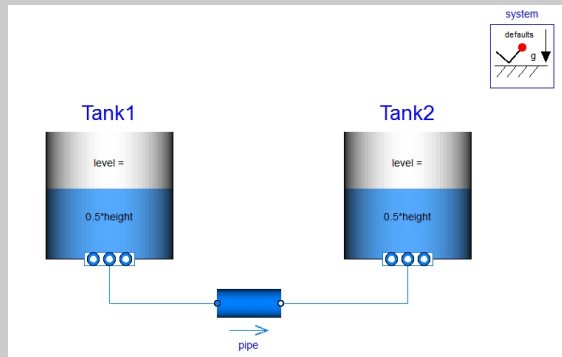 system
defaults
g
Tank1
Tank2
level =
level =
0.5*height
0.5*height
pipe